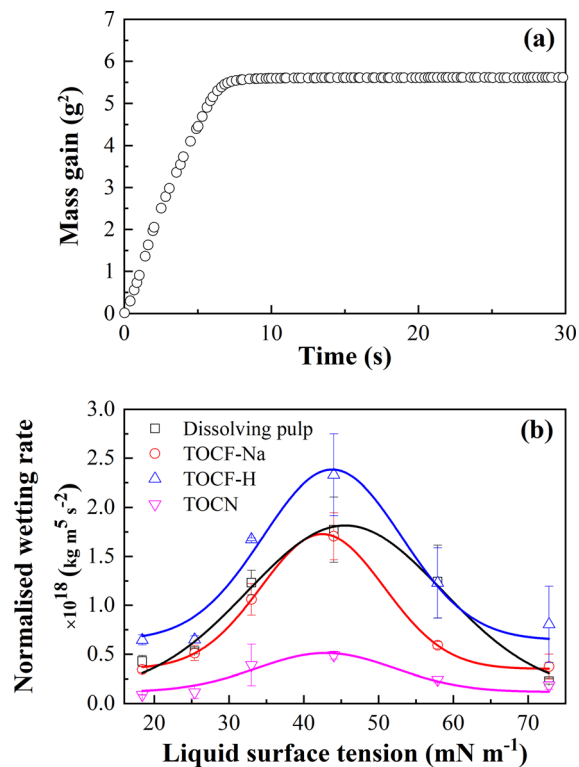 (a)
Mass gain (g²)
7
6
5
4
3
2
1
0
0 10 20 30
Time (s)
(b)
Normalised wetting rate
×10¹⁸ (kg m⁵ s⁻²)
3.0
2.5
2.0
1.5
1.0
0.5
0.0
Dissolving pulp
TOCF-Na
TOCF-H
TOCN
20 30 40 50 60 70
Liquid surface tension (mN m⁻¹)